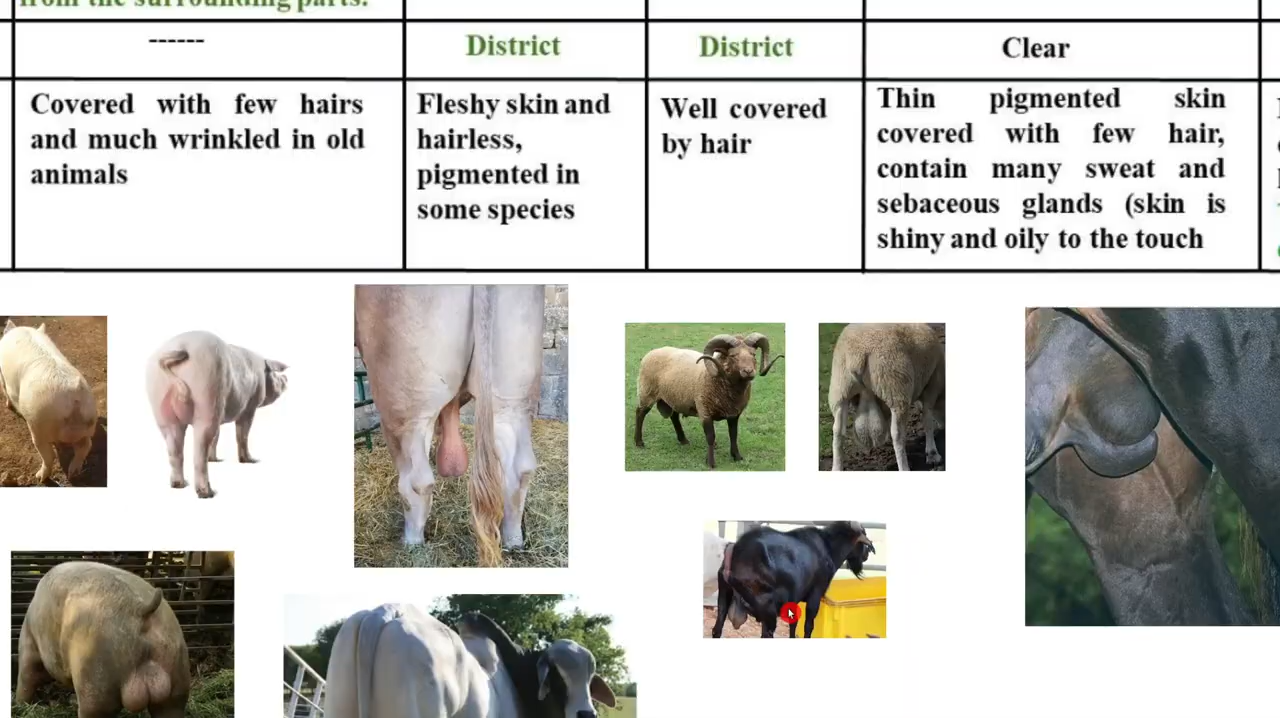 from the surrounding parts.
------
District
District
Clear
Covered with few hairs
and much wrinkled in old
animals
Fleshy skin and
hairless,
pigmented in
some species
Well covered
by hair
Thin pigmented skin
covered with few hair,
contain many sweat and
sebaceous glands (skin is
shiny and oily to the touch